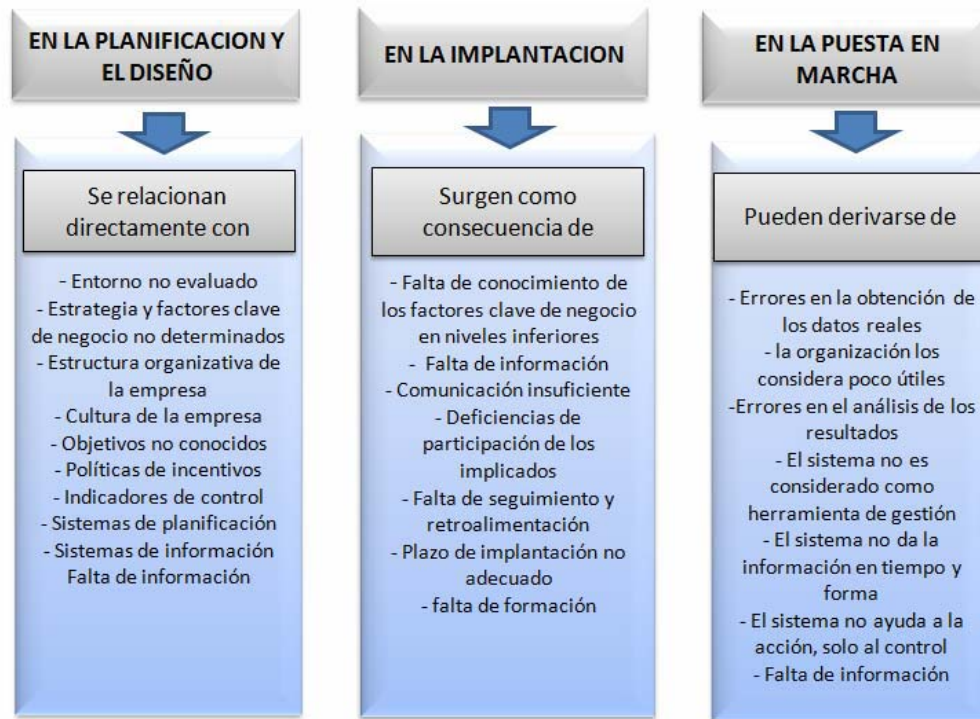 EN LA PLANIFICACION Y
EL DISEÑO
Se relacionan
directamente con
- Entorno no evaluado
- Estrategia y factores clave
de negocio no determinados
- Estructura organizativa de
la empresa
- Cultura de la empresa
- Objetivos no conocidos
- Políticas de incentivos
- Indicadores de control
- Sistemas de planificación
- Sistemas de información
Falta de información
EN LA IMPLANTACION
Surgen como
consecuencia de
- Falta de conocimiento de
los factores clave de negocio
en niveles inferiores
- Falta de información
- Comunicación insuficiente
- Deficiencias de
participación de los
implicados
- Falta de seguimiento y
retroalimentación
- Plazo de implantación no
adecuado
- falta de formación
EN LA PUESTA EN
MARCHA
Pueden derivarse de
- Errores en la obtención de
los datos reales
- la organización los
considera poco útiles
-Errores en el análisis de los
resultados
- El sistema no es
considerado como
herramienta de gestión
- El sistema no da la
información en tiempo y
forma
- El sistema no ayuda a la
acción, solo al control
- Falta de información